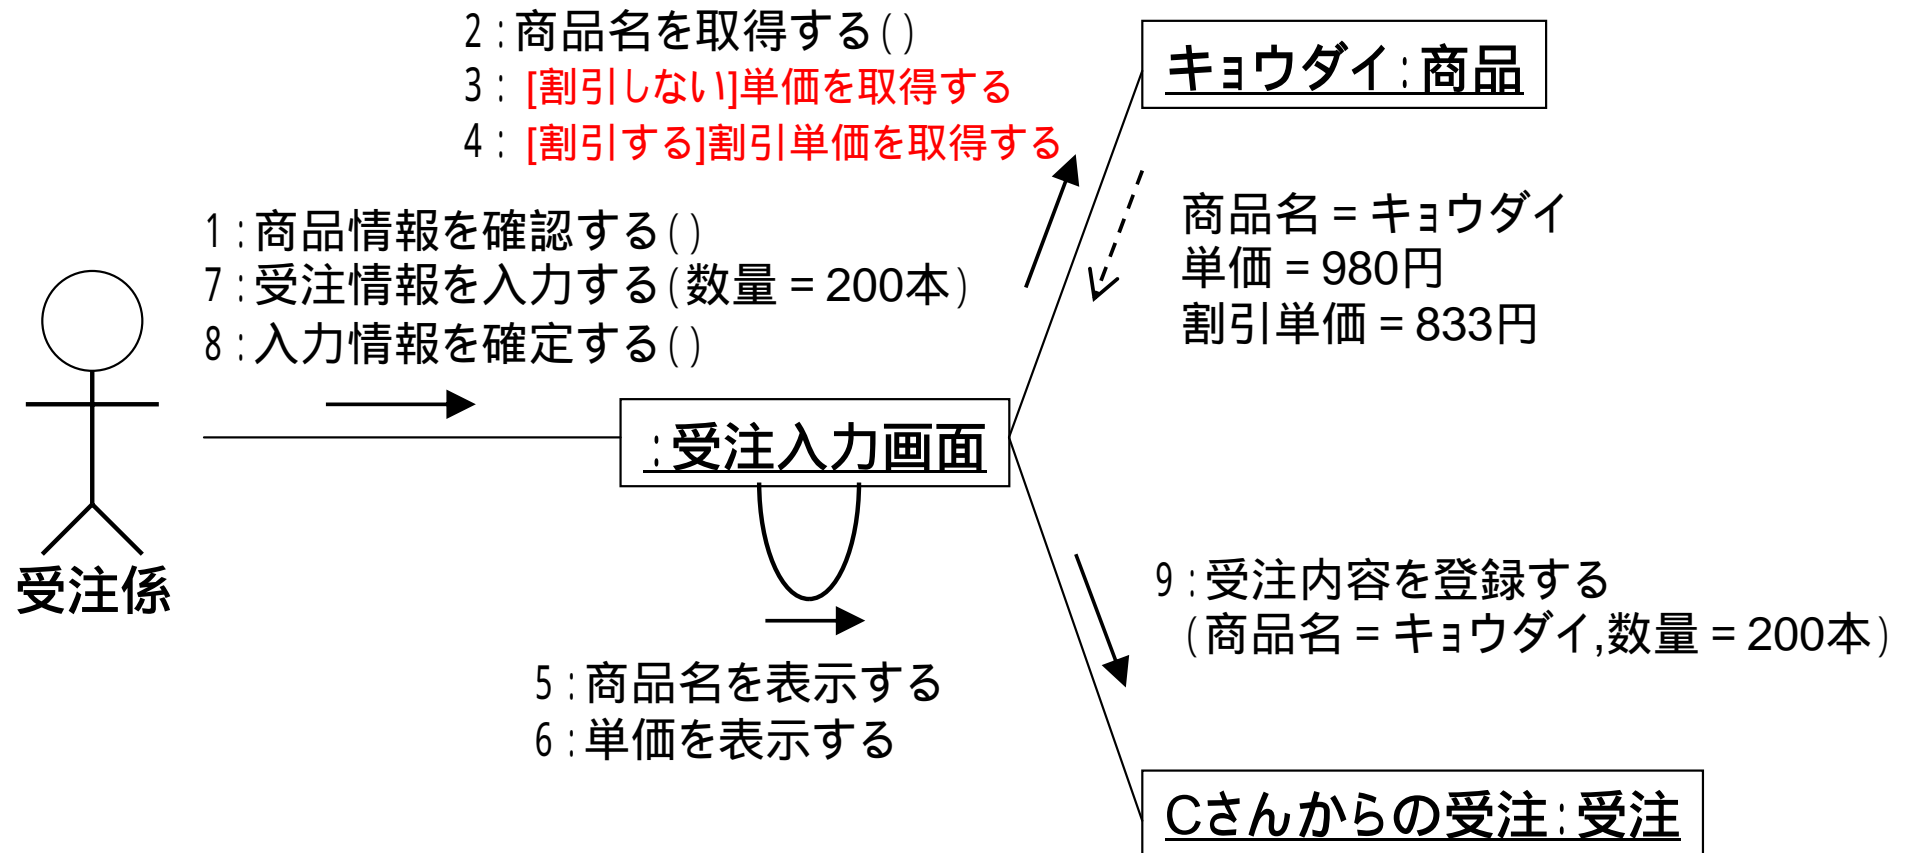 2:商品名を取得する()
3: [割引しない]単価を取得する
4: [割引する]割引単価を取得する
キョウダイ:商品
商品名=キョウダイ
単価=980円
割引単価=833円
1:商品情報を確認する()
7:受注情報を入力する(数量=200本)
8:入力情報を確定する()
:受注入力画面
受注係
9:受注内容を登録する
(商品名=キョウダイ,数量=200本)
5:商品名を表示する
6:単価を表示する
Cさんからの受注:受注